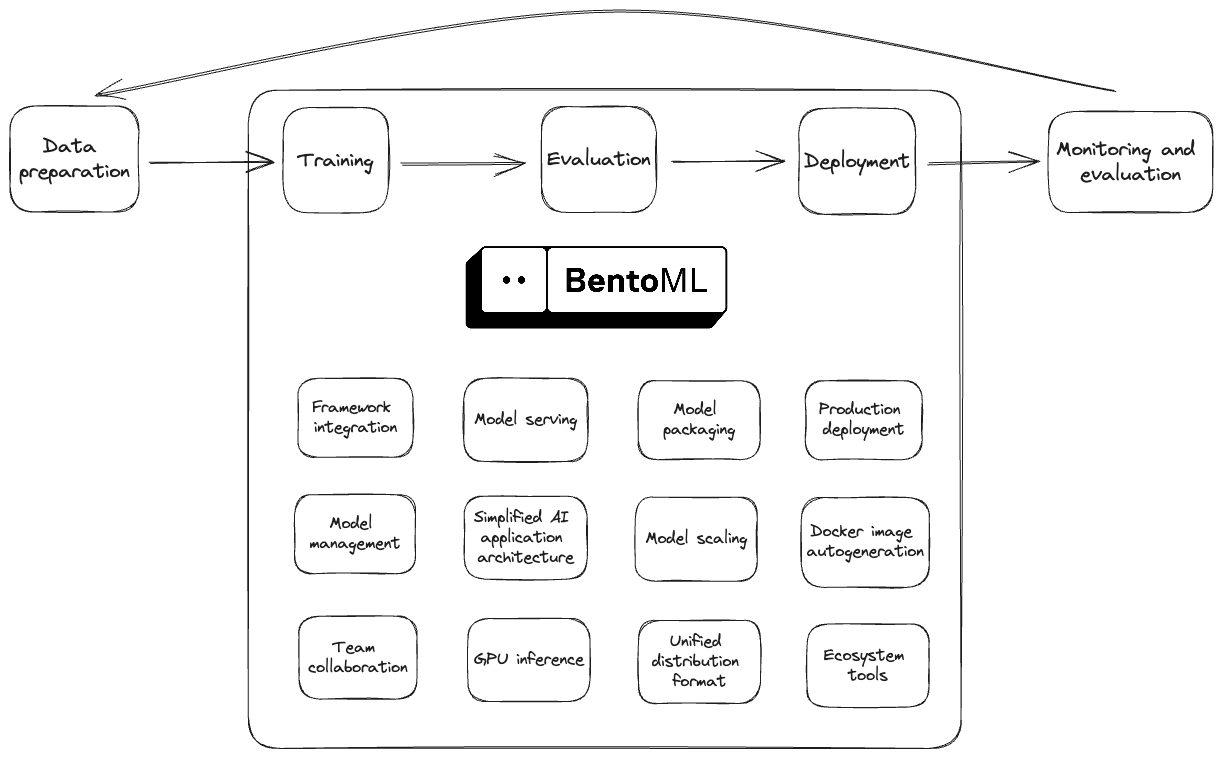 Data
preparation
Training
Evaluation
Deployment
Monitoring and
evaluation
BentoML
Framework
integration
Model serving
Model
packaging
Production
deployment
Model
management
Simplified AI
application
architecture
Model scaling
Docker image
autogeneration
Team
collaboration
GPU inference
Unified
distribution
format
Ecosystem
tools